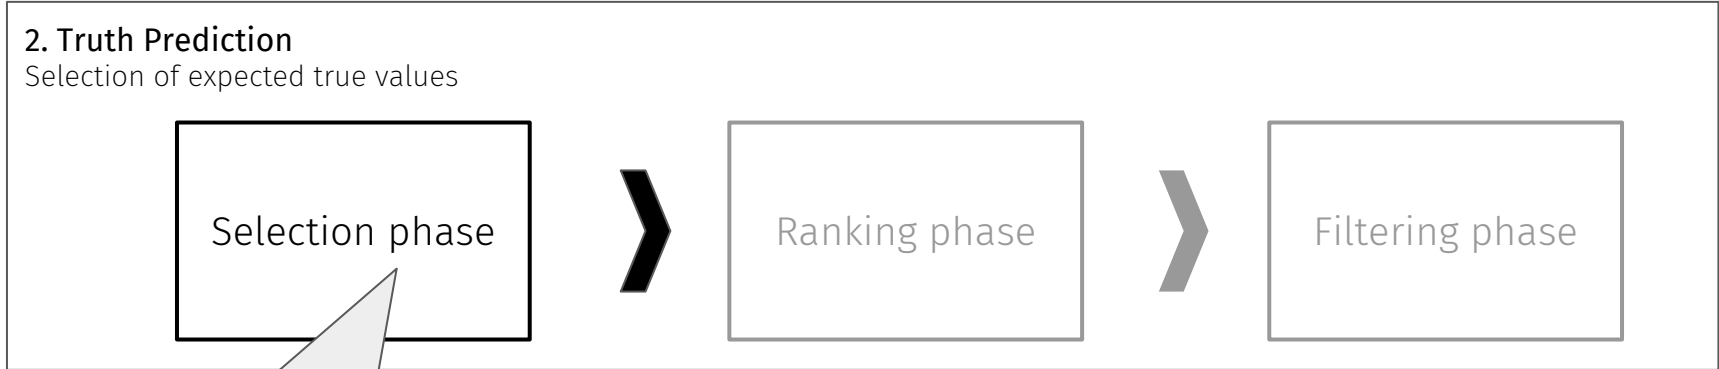 2. Truth Prediction
Selection of expected true values
Selection phase
Ranking phase
Filtering phase